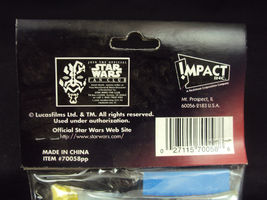 JOIN THE OFFICIAL
STAR
WARS
FAN CLUB
IMPACT
INC.
Mt. Prospect, IL
60056-2183 U.S.A.
© Lucasfilms Ltd. & TM. All rights reserved.
Used under authorization.
Official Star Wars Web Site
http://www.starwars.com/
MADE IN CHINA
ITEM #70058pp
0 27115 70058 6